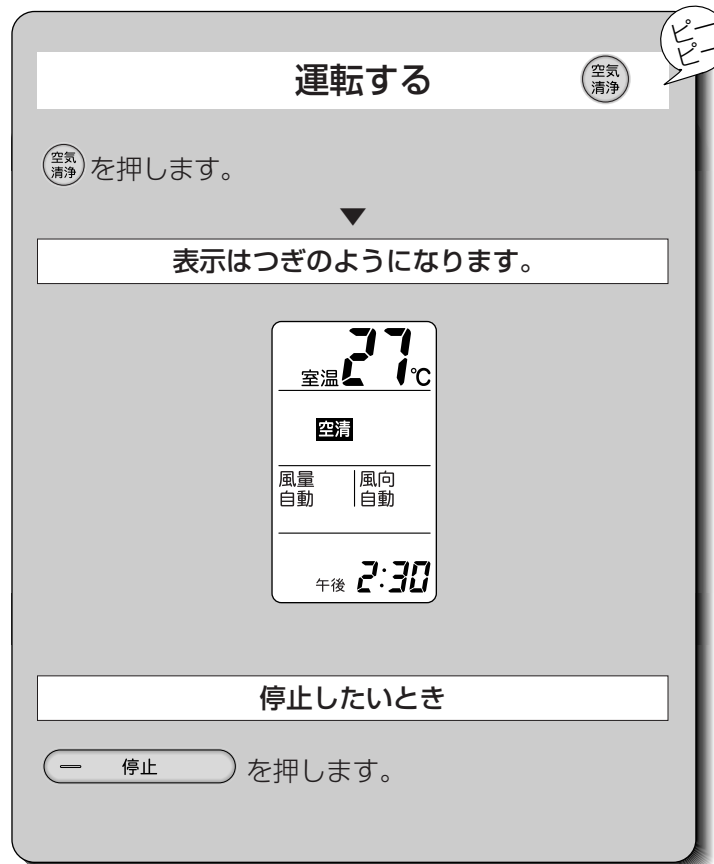 ピー
ピー
運転する
空気
清浄
空気
清浄
を押します。
▼
表示はつぎのようになります。
室温27℃
空清
風量 風向
自動 自動
午後 2:30
停止したいとき
停止 を押します。